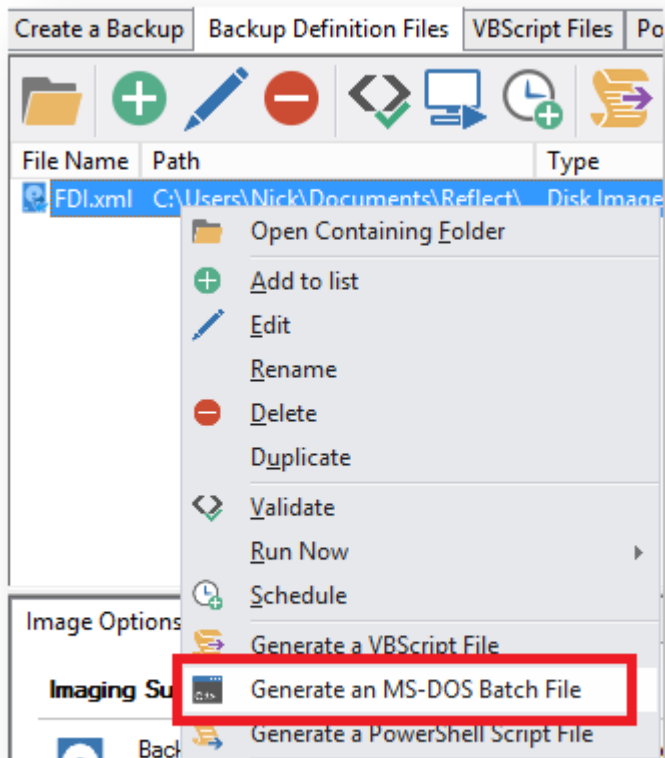 Create a Backup Backup Definition Files VBScript Files Po
File Name Path Type
FDI.xml C:\Users\Nick\Documents\Reflect\ Disk Image
Open Containing Folder
Add to list
Edit
Rename
Delete
Duplicate
Validate
Run Now
Schedule
Image Options
Generate a VBScript File
Imaging Su
Generate an MS-DOS Batch File
Back
Generate a PowerShell Script File